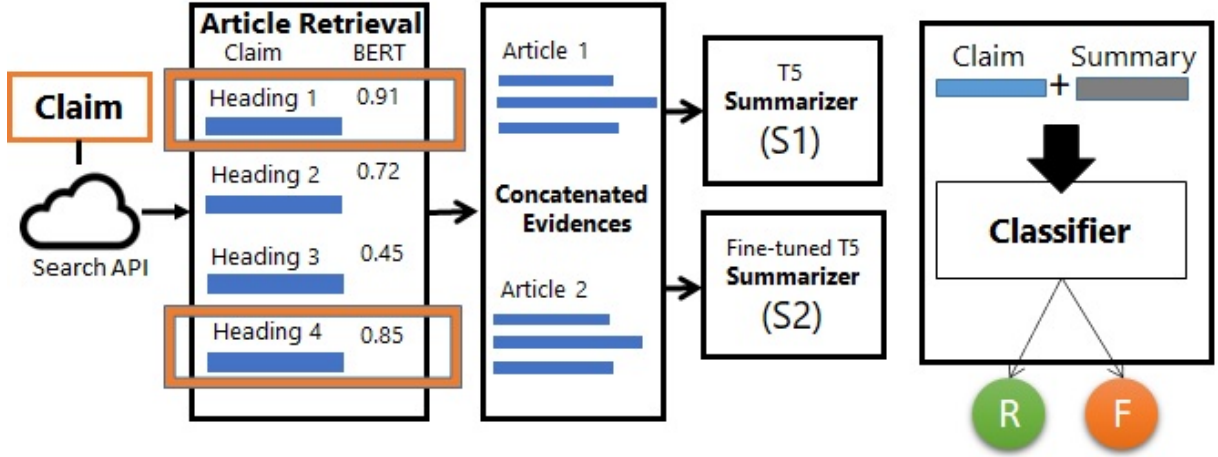 Claim
Search API
Article Retrieval
Claim BERT
Heading 1 0.91
Heading 2 0.72
Heading 3 0.45
Heading 4 0.85
Article 1
Concatenated
Evidences
Article 2
T5
Summarizer
(S1)
Fine-tuned T5
Summarizer
(S2)
Claim + Summary
Classifier
R F